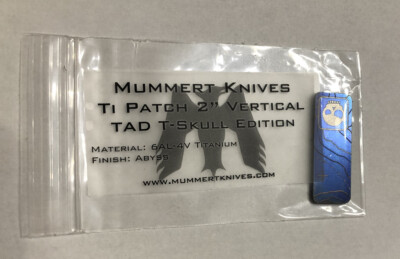 Mummert Knives
Ti Patch 2" Vertical
TAD T-Skull Edition
Material: 6AL-4V Titanium
Finish: Abyss
www.mummertknives.com